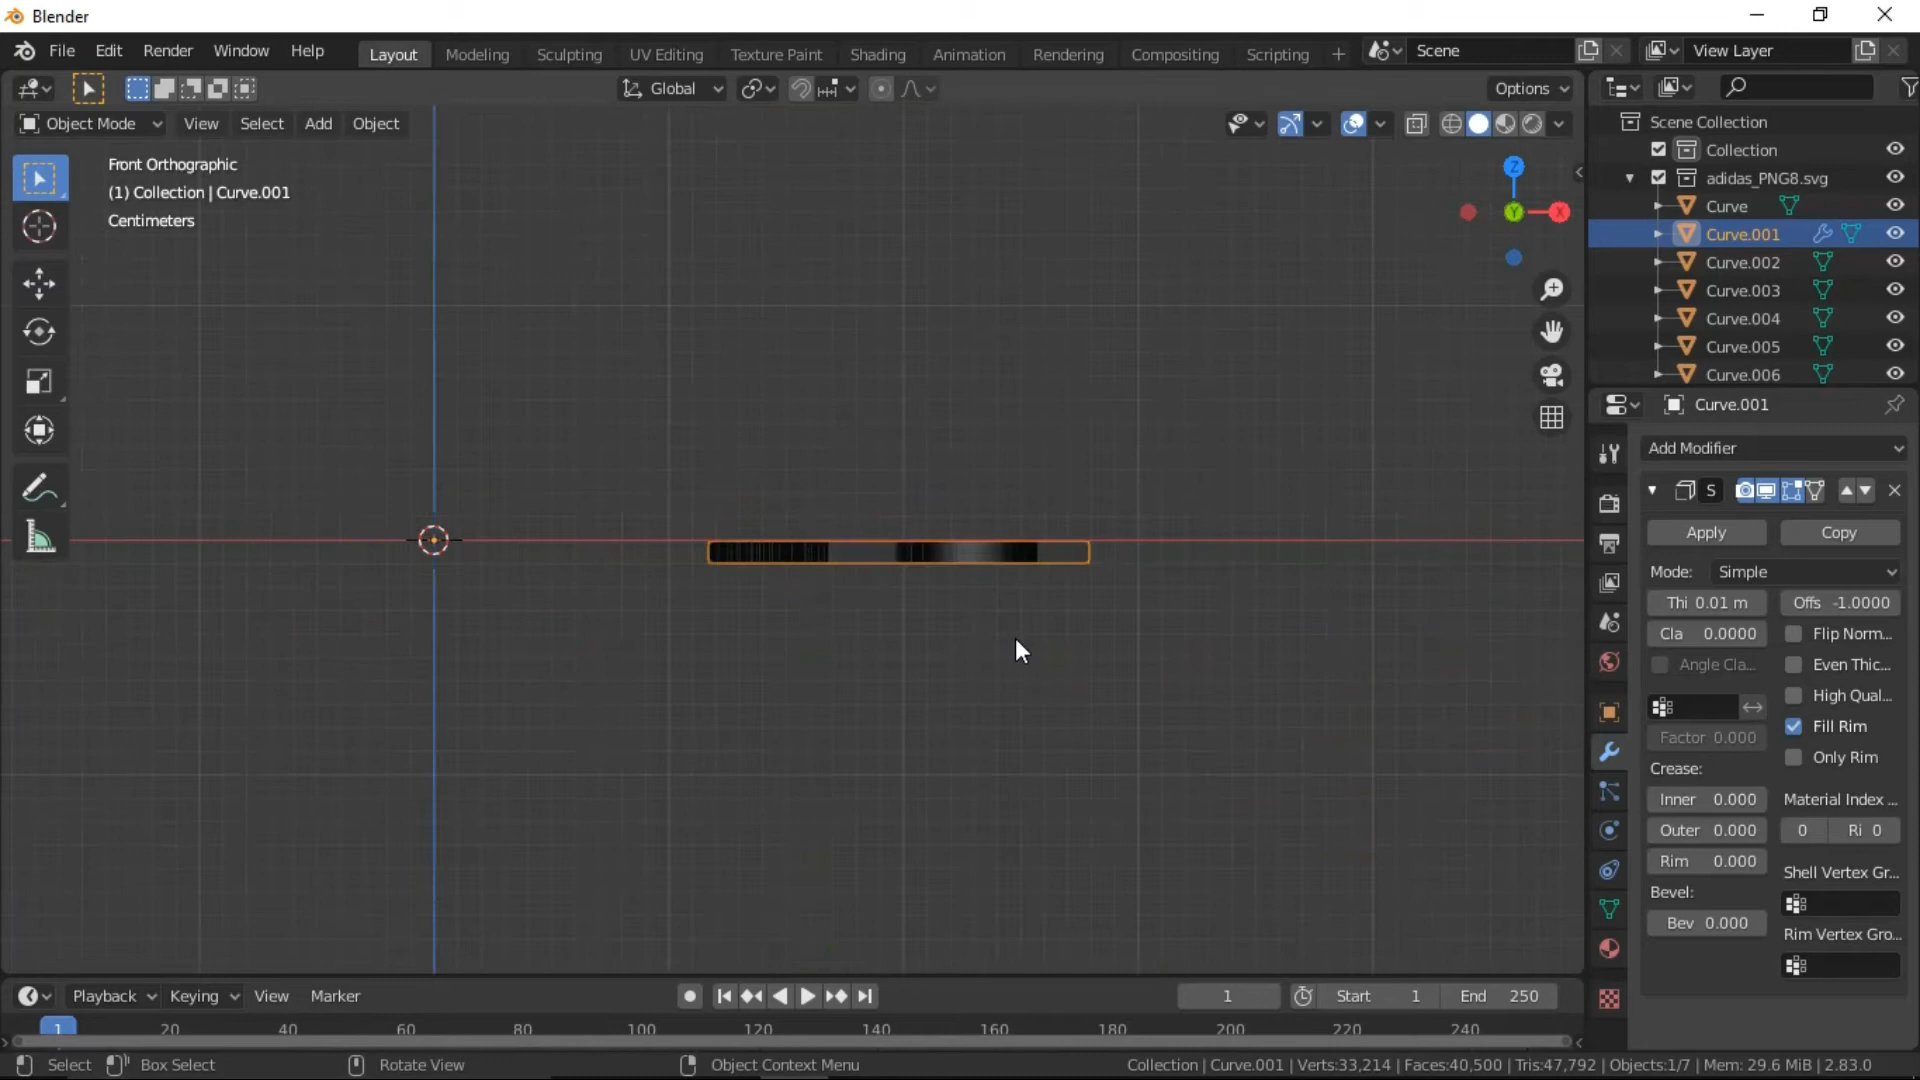 Blender
File Edit Render Window Help Layout Modeling Sculpting UV Editing Texture Paint Shading Animation Rendering Compositing Scripting + Scene View Layer
Global Options
Object Mode View Select Add Object
Front Orthographic
(1) Collection | Curve.001
Centimeters
Z
Y
X
Scene Collection
Collection
adidas_PNG8.svg
Curve
Curve.001
Curve.002
Curve.003
Curve.004
Curve.005
Curve.006
Curve.001
Add Modifier
S
Apply Copy
Mode: Simple
Thi 0.01 m Offs -1.0000
Cla 0.0000 Flip Norm...
Angle Cla... Even Thic...
High Qual...
Fill Rim
Factor 0.000
Only Rim
Crease:
Inner 0.000 Material Index ...
Outer 0.000 0 Ri 0
Rim 0.000
Shell Vertex Gr...
Bevel:
Bev 0.000
Rim Vertex Gro...
Playback Keying View Marker 1 Start 1 End 250
1 20 40 60 80 100 120 140 160 180 200 220 240
Select Box Select Rotate View Object Context Menu Collection | Curve.001 | Verts:33,214 | Faces:40,500 | Tris:47,792 | Objects:1/7 | Mem: 29.6 MiB | 2.83.0